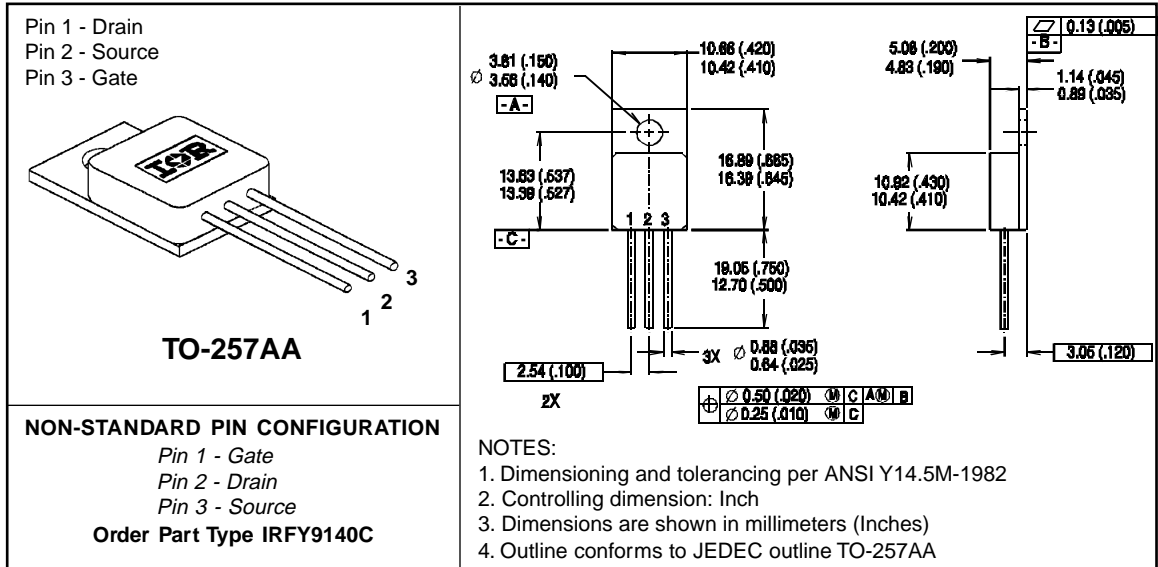 Pin 1 - Drain
Pin 2 - Source
Pin 3 - Gate
IOR
1
2
3
TO-257AA
NON-STANDARD PIN CONFIGURATION
Pin 1 - Gate
Pin 2 - Drain
Pin 3 - Source
Order Part Type IRFY9140C
3.81 (.150)
Ø 3.56 (.140)
-A-
10.66 (.420)
10.42 (.410)
5.08 (.200)
4.83 (.190)
0.13 (.005)
-B-
1.14 (.045)
0.89 (.035)
13.63 (.537)
13.39 (.527)
16.89 (.665)
16.38 (.645)
10.92 (.430)
10.42 (.410)
1 2 3
-C-
19.05 (.750)
12.70 (.500)
3X Ø 0.88 (.035)
0.64 (.025)
3.05 (.120)
2.54 (.100)
2X
Ø 0.50 (.020) Ⓜ C AⓂ B
Ø 0.25 (.010) Ⓜ C
NOTES:
1. Dimensioning and tolerancing per ANSI Y14.5M-1982
2. Controlling dimension: Inch
3. Dimensions are shown in millimeters (Inches)
4. Outline conforms to JEDEC outline TO-257AA